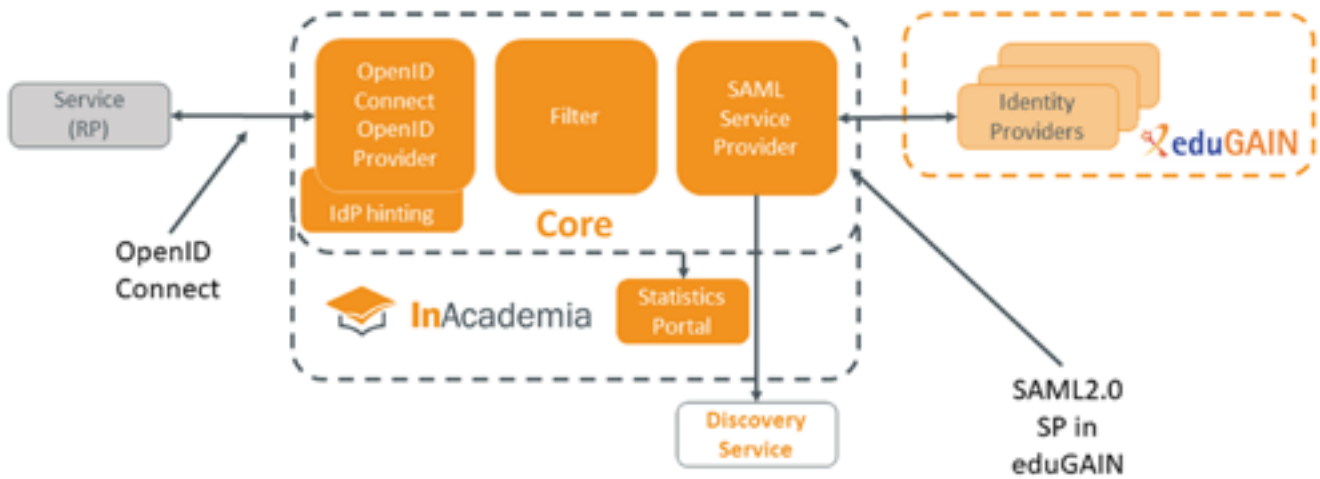 Service
(RP)
OpenID
Connect
OpenID
Provider
IdP hinting
Filter
SAML
Service
Provider
Core
Identity
Providers
eduGAIN
OpenID
Connect
InAcademia
Statistics
Portal
Discovery
Service
SAML2.0
SP in
eduGAIN